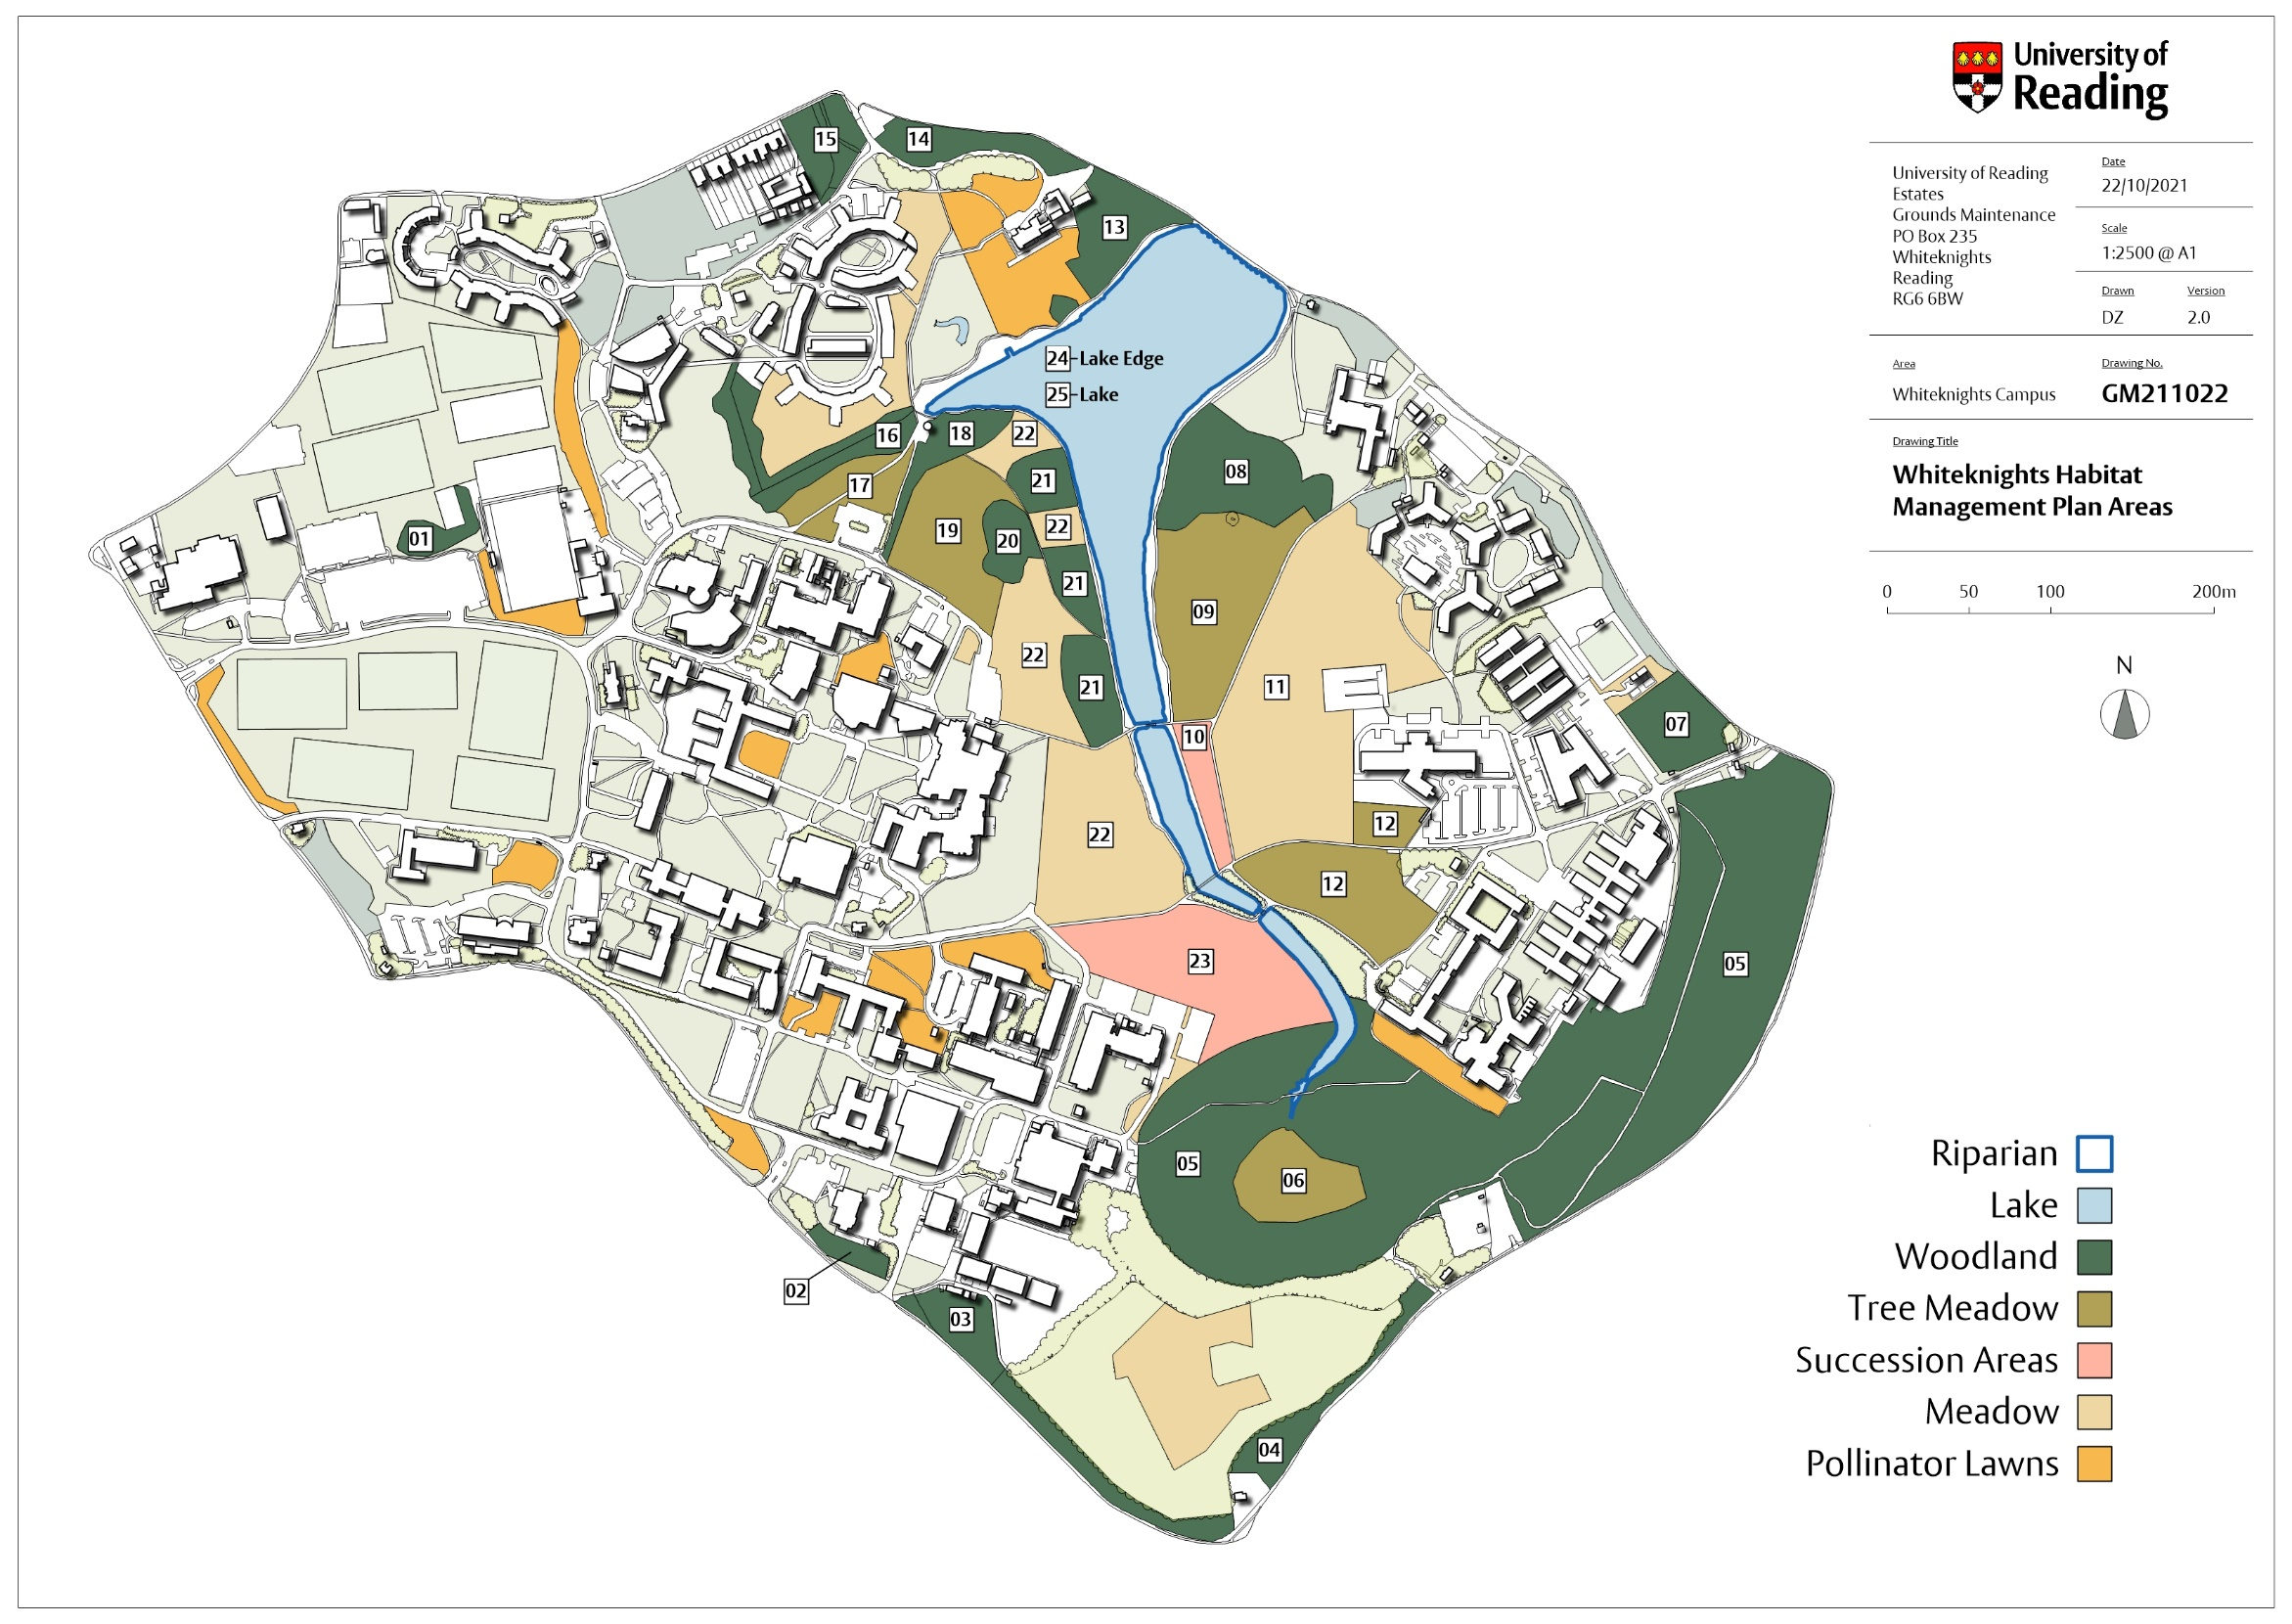 University of
Reading
University of Reading
Estates
Grounds Maintenance
PO Box 235
Whiteknights
Reading
RG6 6BW
Date
22/10/2021
Scale
1:2500 @ A1
Drawn
DZ
Version
2.0
Area
Whiteknights Campus
Drawing No.
GM211022
Drawing Title
Whiteknights Habitat
Management Plan Areas
0 50 100 200m
N
15
14
13
24 Lake Edge
25 Lake
16
18
22
21
08
17
19
20
22
01
21
09
22
21
11
10
07
22
12
12
23
05
05
06
02
03
04
Riparian
Lake
Woodland
Tree Meadow
Succession Areas
Meadow
Pollinator Lawns